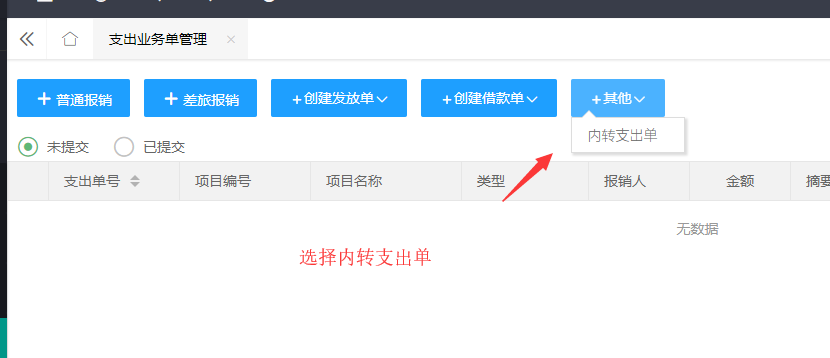 支出业务单管理
+ 普通报销 + 差旅报销 +创建发放单 +创建借款单 +其他
内转支出单
未提交 已提交
支出单号 项目编号 项目名称 类型 报销人 金额 摘要
无数据
选择内转支出单